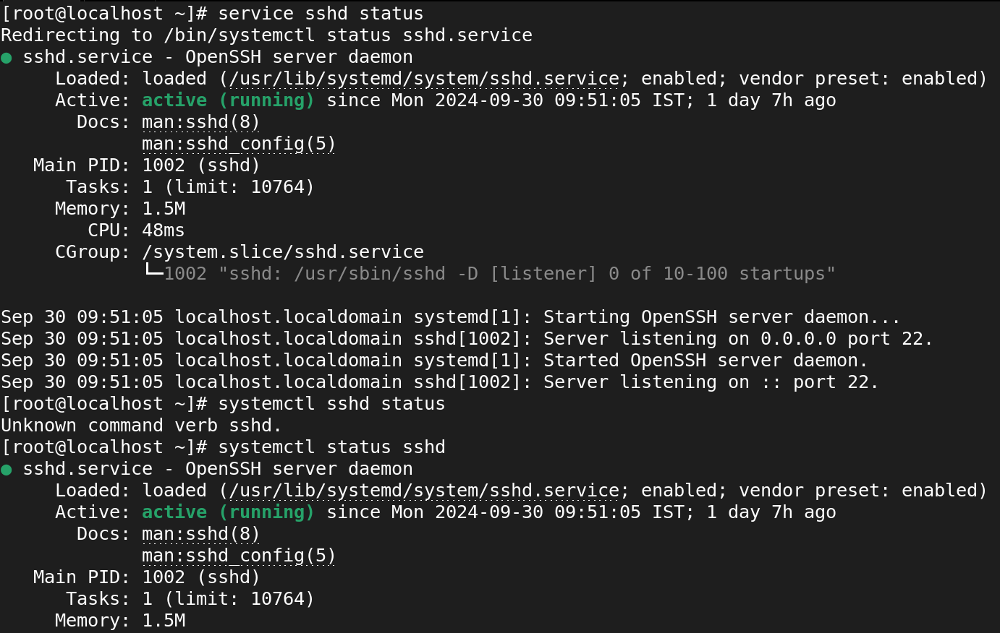 [root@localhost ~]# service sshd status
Redirecting to /bin/systemctl status sshd.service
● sshd.service - OpenSSH server daemon
     Loaded: loaded (/usr/lib/systemd/system/sshd.service; enabled; vendor preset: enabled)
     Active: active (running) since Mon 2024-09-30 09:51:05 IST; 1 day 7h ago
       Docs: man:sshd(8)
             man:sshd_config(5)
   Main PID: 1002 (sshd)
      Tasks: 1 (limit: 10764)
     Memory: 1.5M
        CPU: 48ms
     CGroup: /system.slice/sshd.service
             └─1002 "sshd: /usr/sbin/sshd -D [listener] 0 of 10-100 startups"

Sep 30 09:51:05 localhost.localdomain systemd[1]: Starting OpenSSH server daemon...
Sep 30 09:51:05 localhost.localdomain sshd[1002]: Server listening on 0.0.0.0 port 22.
Sep 30 09:51:05 localhost.localdomain systemd[1]: Started OpenSSH server daemon.
Sep 30 09:51:05 localhost.localdomain sshd[1002]: Server listening on :: port 22.
[root@localhost ~]# systemctl sshd status
Unknown command verb sshd.
[root@localhost ~]# systemctl status sshd
● sshd.service - OpenSSH server daemon
     Loaded: loaded (/usr/lib/systemd/system/sshd.service; enabled; vendor preset: enabled)
     Active: active (running) since Mon 2024-09-30 09:51:05 IST; 1 day 7h ago
       Docs: man:sshd(8)
             man:sshd_config(5)
   Main PID: 1002 (sshd)
      Tasks: 1 (limit: 10764)
     Memory: 1.5M